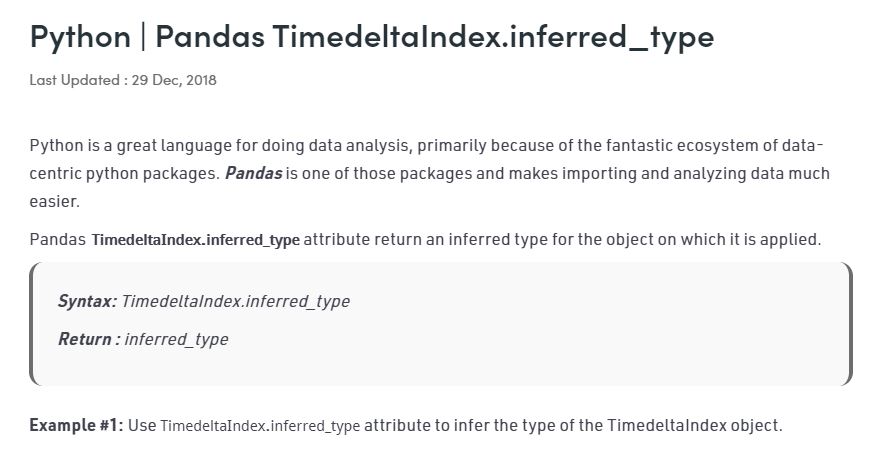 Python | Pandas TimedeltaIndex.inferred_type
Last Updated : 29 Dec, 2018
Python is a great language for doing data analysis, primarily because of the fantastic ecosystem of data-
centric python packages. Pandas is one of those packages and makes importing and analyzing data much
easier.
Pandas TimedeltaIndex.inferred_type attribute return an inferred type for the object on which it is applied.
Syntax: TimedeltaIndex.inferred_type
Return : inferred_type
Example #1: Use TimedeltaIndex.inferred_type attribute to infer the type of the TimedeltaIndex object.